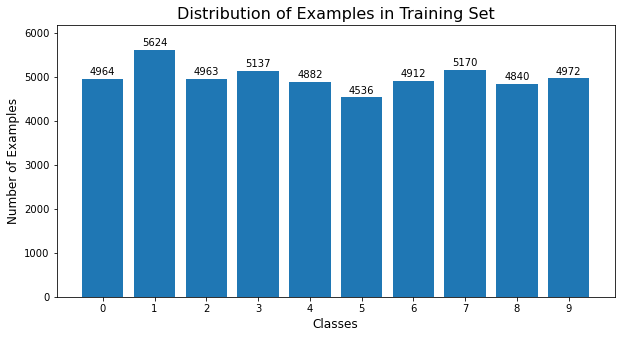 Distribution of Examples in Training Set
Number of Examples
6000
5000
4000
3000
2000
1000
0
4964 5624 4963 5137 4882 4536 4912 5170 4840 4972
0 1 2 3 4 5 6 7 8 9
Classes